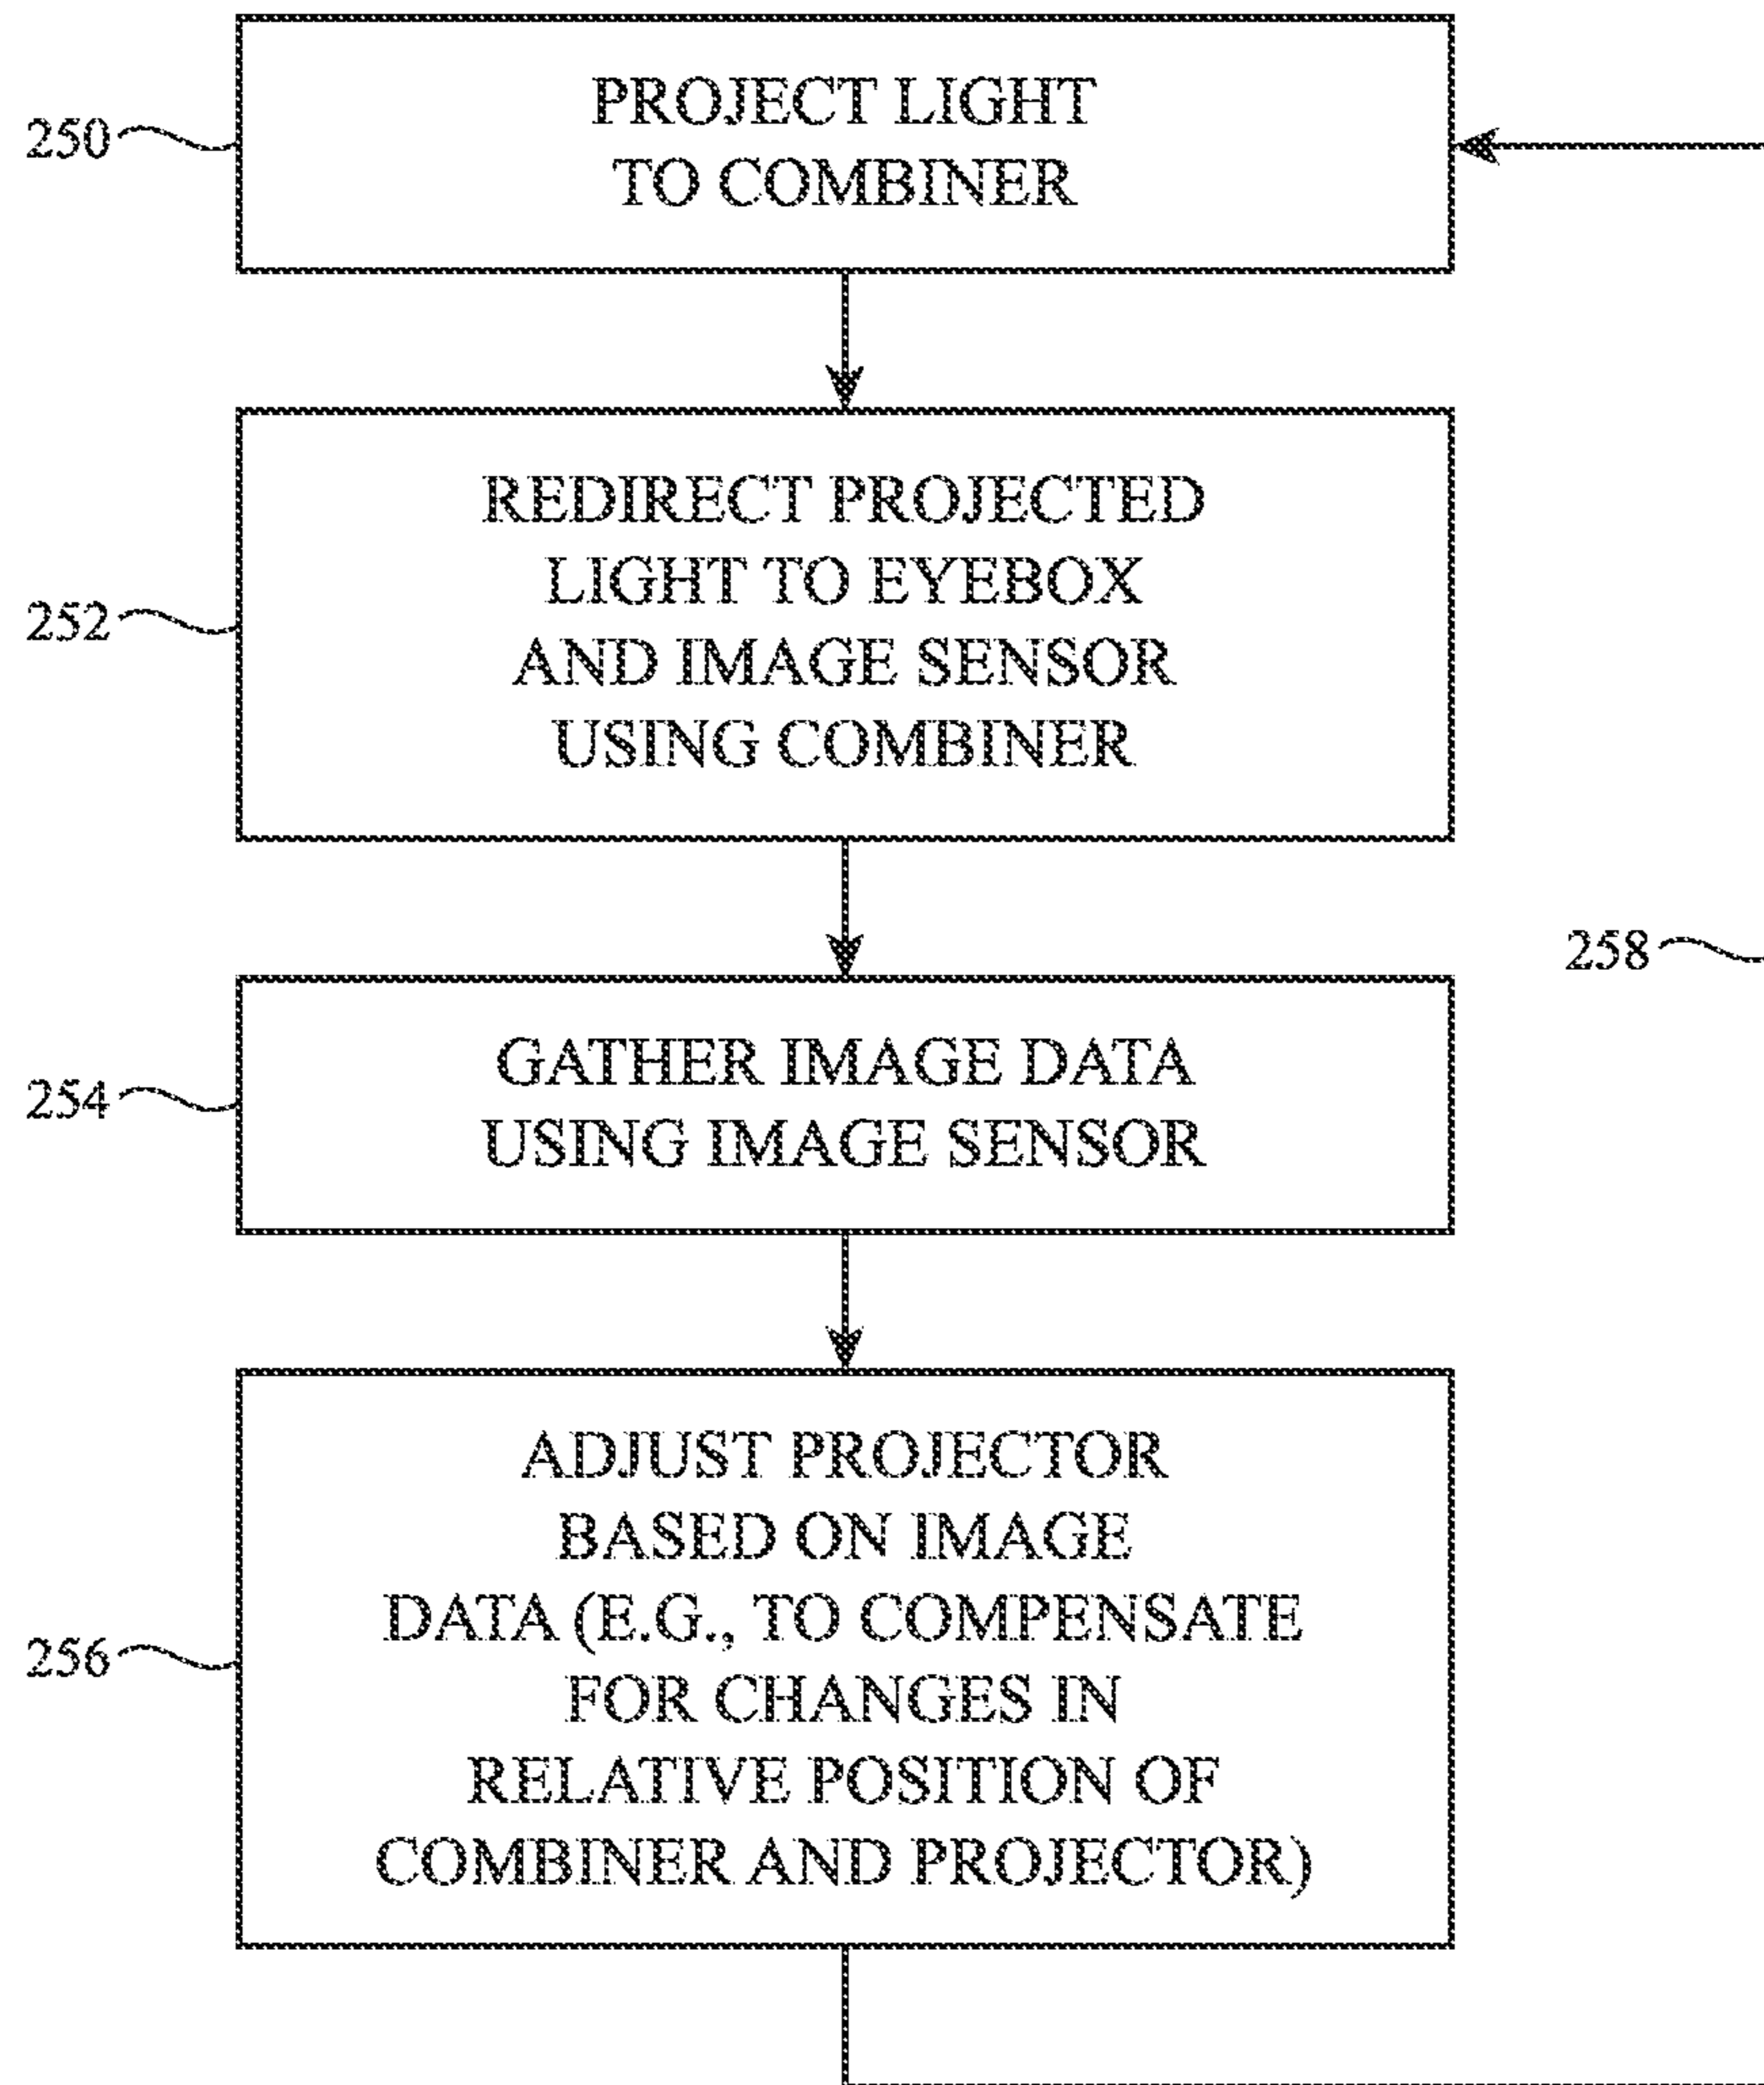 250
PROJECT LIGHT
TO COMBINER
252
REDIRECT PROJECTED
LIGHT TO EYEBOX
AND IMAGE SENSOR
USING COMBINER
258
254
GATHER IMAGE DATA
USING IMAGE SENSOR
256
ADJUST PROJECTOR
BASED ON IMAGE
DATA (E.G., TO COMPENSATE
FOR CHANGES IN
RELATIVE POSITION OF
COMBINER AND PROJECTOR)